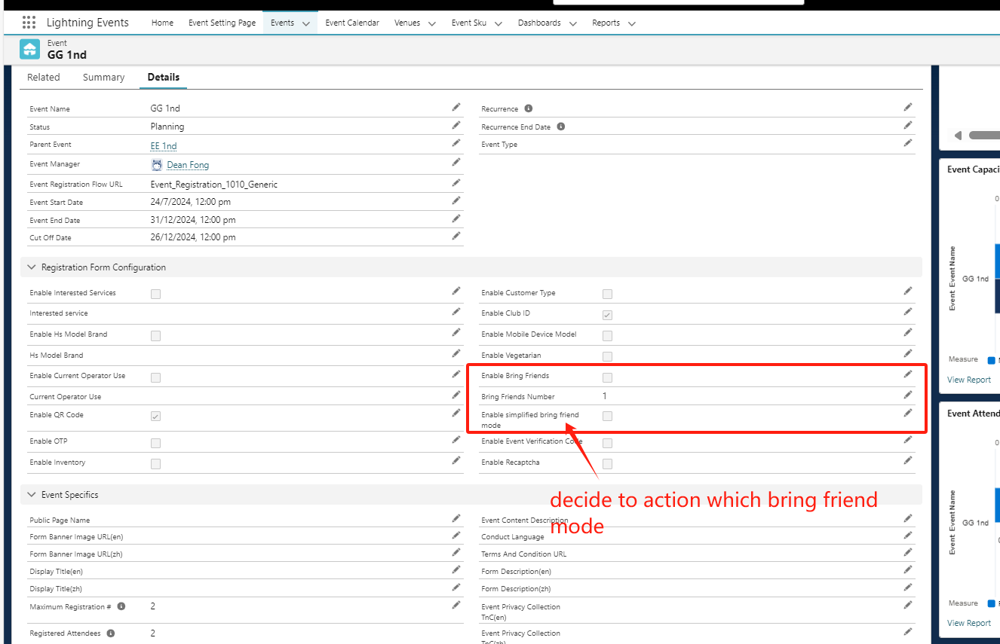 Lightning Events
Home
Event Setting Page
Events
Event Calendar
Venues
Event Sku
Dashboards
Reports
Event
GG 1nd
Related
Summary
Details
Event Name
GG 1nd
Recurrence
Status
Planning
Recurrence End Date
Parent Event
EE 1nd
Event Type
Event Manager
Dean Fong
Event Registration Flow URL
Event_Registration_1010_Generic
Event Start Date
24/7/2024, 12:00 pm
Event End Date
31/12/2024, 12:00 pm
Cut Off Date
26/12/2024, 12:00 pm
Registration Form Configuration
Enable Interested Services
Enable Customer Type
Interested service
Enable Club ID
Enable Hs Model Brand
Enable Mobile Device Model
Hs Model Brand
Enable Vegetarian
Enable Current Operator Use
Enable Bring Friends
Current Operator Use
Bring Friends Number
1
Enable QR Code
Enable simplified bring friend
mode
Enable OTP
Enable Event Verification Code
Enable Inventory
Enable Recaptcha
decide to action which bring friend
mode
Event Specifics
Public Page Name
Event Content Description
Form Banner Image URL(en)
Conduct Language
Form Banner Image URL(zh)
Terms And Condition URL
Display TItle(en)
Form Description(en)
Display Title(zh)
Form Description(zh)
Maximum Registration #
2
Event Privacy Collection
TnC(en)
Registered Attendees
2
Event Privacy Collection
TnC(zh)
Event Capaci
0
Event Event Name
GG 1nd
Measure
View Report
Event Attend
0
Event Event Name
GG 1nd
Measure
View Report